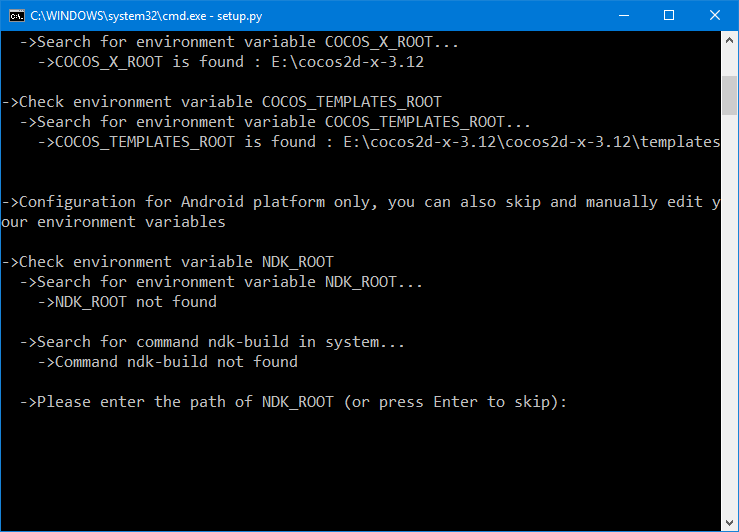 C:\WINDOWS\system32\cmd.exe - setup.py
->Search for environment variable COCOS_X_ROOT...
->COCOS_X_ROOT is found : E:\cocos2d-x-3.12
->Check environment variable COCOS_TEMPLATES_ROOT
->Search for environment variable COCOS_TEMPLATES_ROOT...
->COCOS_TEMPLATES_ROOT is found : E:\cocos2d-x-3.12\cocos2d-x-3.12\templates
->Configuration for Android platform only, you can also skip and manually edit y
our environment variables
->Check environment variable NDK_ROOT
->Search for environment variable NDK_ROOT...
->NDK_ROOT not found
->Search for command ndk-build in system...
->Command ndk-build not found
->Please enter the path of NDK_ROOT (or press Enter to skip):